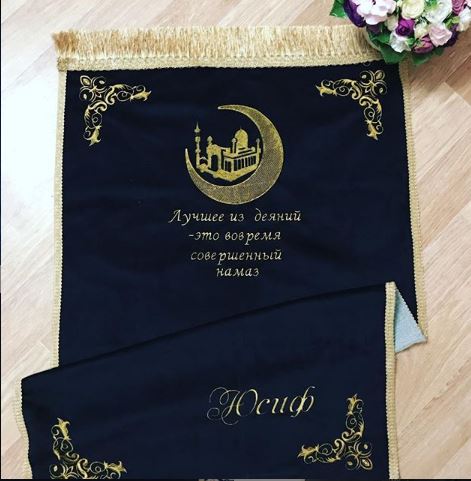 Лучшее из деяний
-это вовремя
совершенный
намаз
Юсиф